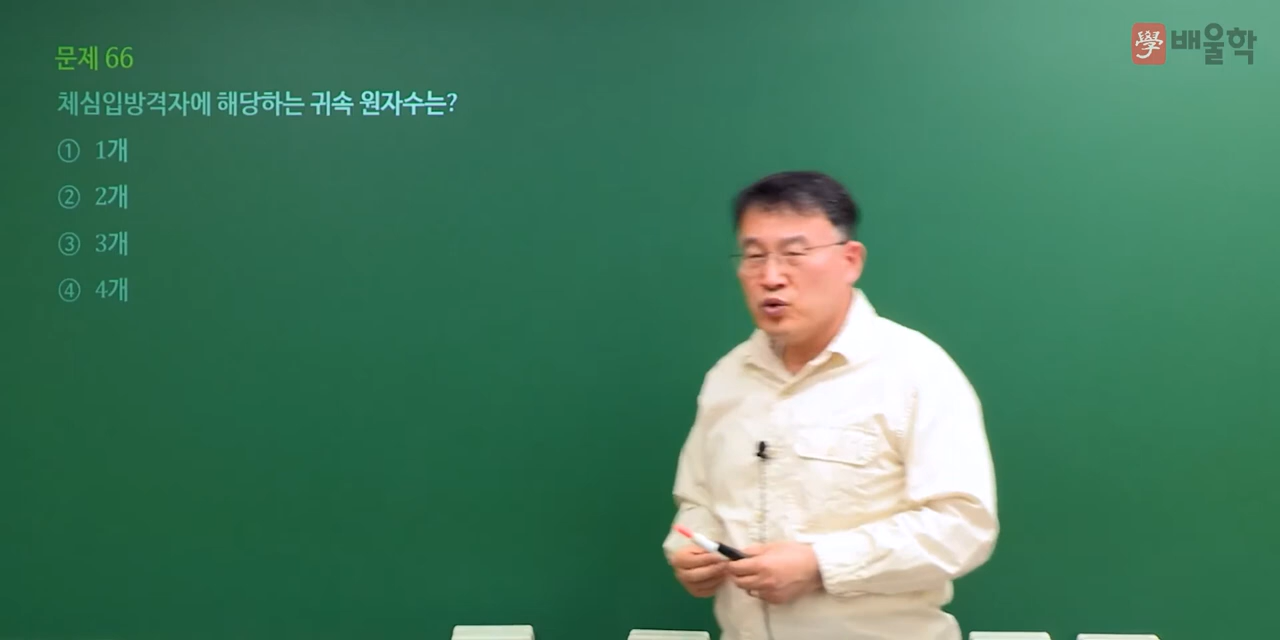 學 배울학
문제 66
체심입방격자에 해당하는 귀속 원자수는?
① 1개
② 2개
③ 3개
④ 4개